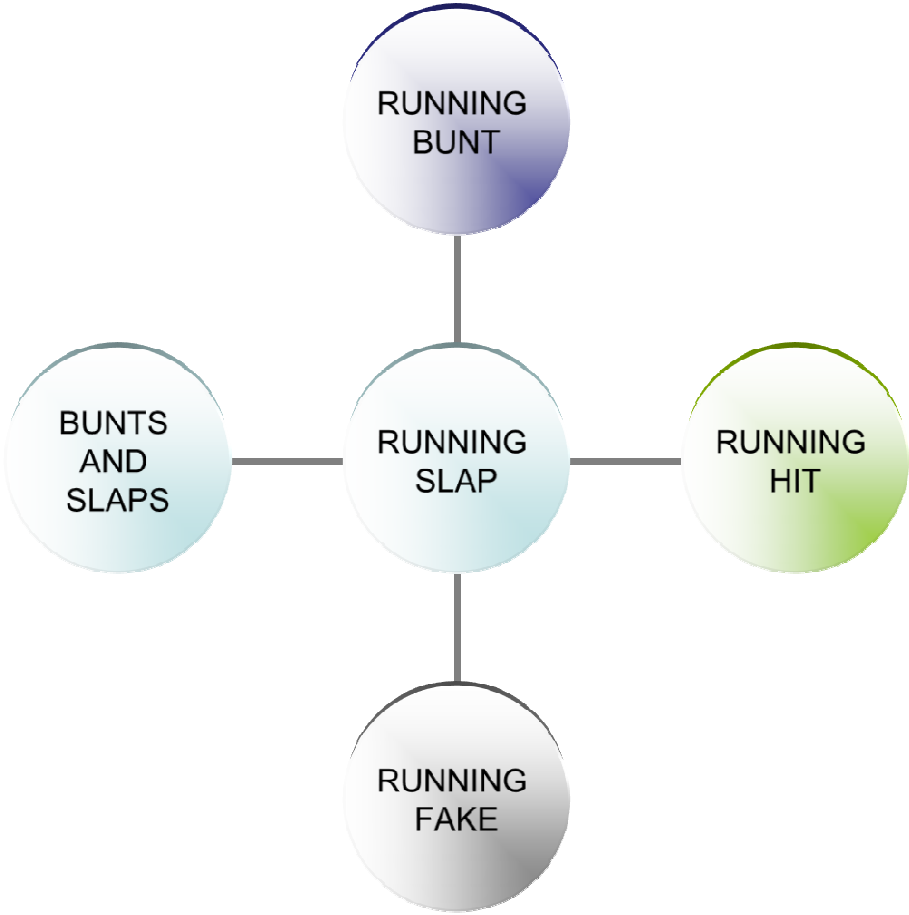 RUNNING
BUNT
BUNTS
AND
SLAPS
RUNNING
SLAP
RUNNING
HIT
RUNNING
FAKE